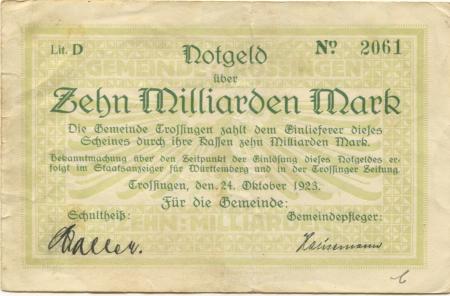 Lit. D
Notgeld
No 2061
über
Zehn Milliarden Mark
Die Gemeinde Trossingen zahlt dem Einlieferer dieses
Scheines durch ihre Kassen zehn Milliarden Mark.
Bekanntmachung über den Zeitpunkt der Einlösung dieses Notgeldes er-
folgt im Staatsanzeiger für Württemberg und in der Trossinger Zeitung
Trossingen, den 24. Oktober 1923.
Für die Gemeinde:
Schultheiß:
Gemeindepfleger:
Haller.